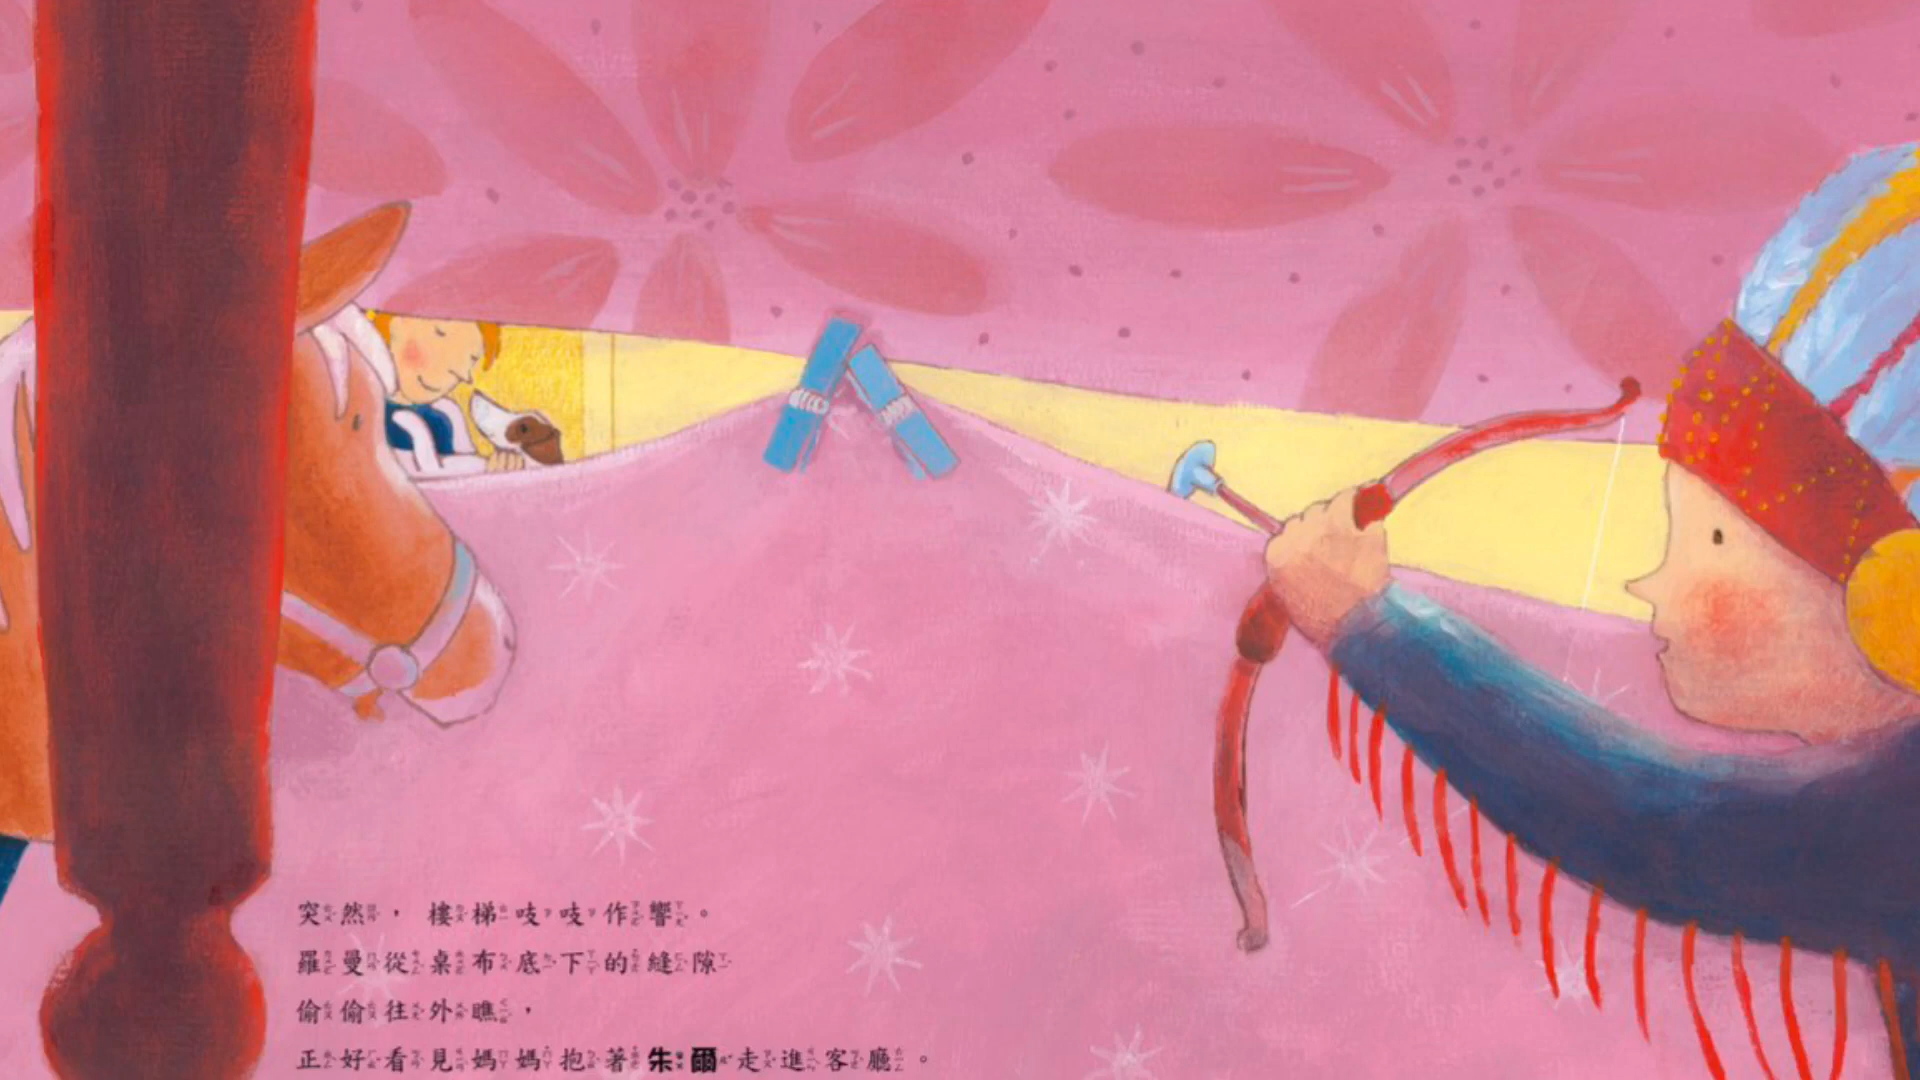 突然，樓梯吱吱作響。
羅曼從桌布底下的縫隙
偷偷往外瞧，
正好看見媽媽抱著朱爾走進客廳。